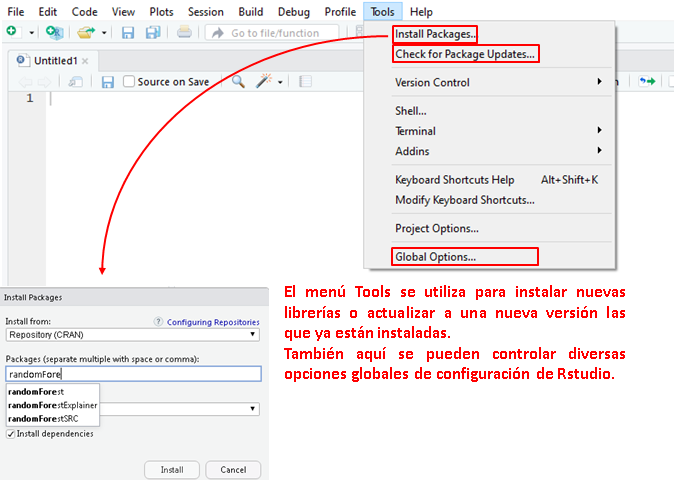 File Edit Code View Plots Session Build Debug Profile Tools Help
Go to file/function
Install Packages...
Check for Package Updates...
Untitled1
Source on Save
1
Version Control
Shell...
Terminal
Addins
Keyboard Shortcuts Help Alt+Shift+K
Modify Keyboard Shortcuts...
Project Options...
Global Options...
Install Packages
Install from: Configuring Repositories
Repository (CRAN)
Packages (separate multiple with space or comma):
randomFore
randomForest
randomForestExplainer
randomForestSRC
Install dependencies
Install Cancel
El menú Tools se utiliza para instalar nuevas
librerías o actualizar a una nueva versión las
que ya están instaladas.
También aquí se pueden controlar diversas
opciones globales de configuración de Rstudio.